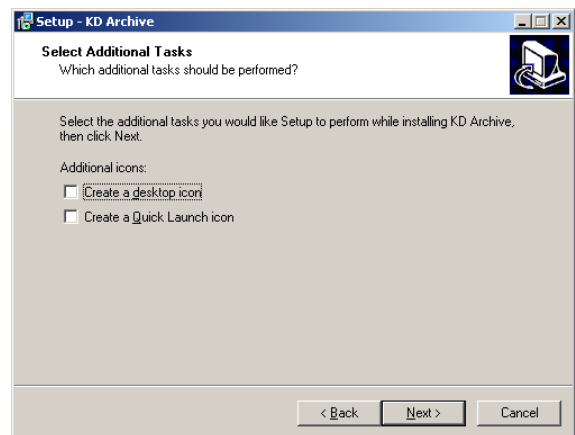 Setup - KD Archive
Select Additional Tasks
Which additional tasks should be performed?
Select the additional tasks you would like Setup to perform while installing KD Archive,
then click Next.
Additional icons:
Create a desktop icon
Create a Quick Launch icon
< Back
Next >
Cancel